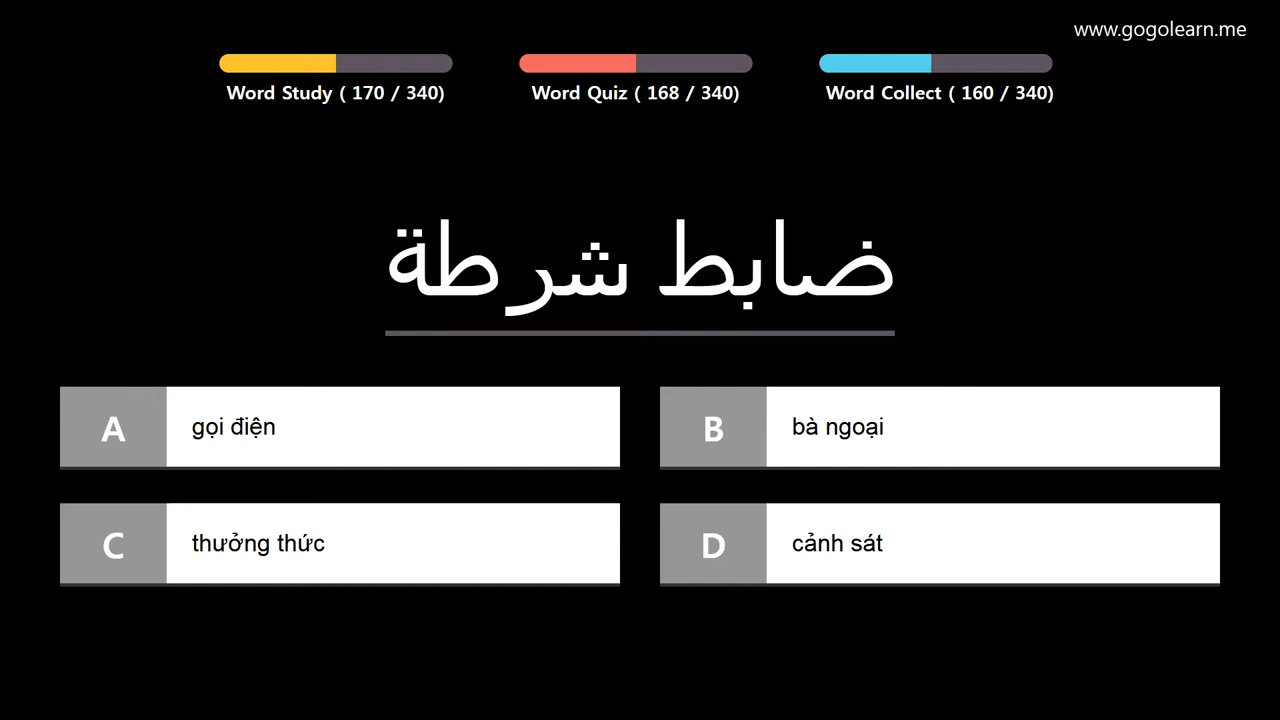 www.gogolearn.me
Word Study ( 170 / 340)
Word Quiz ( 168 / 340)
Word Collect ( 160 / 340)
ضابط شرطة
A
gọi điện
B
bà ngoại
C
thưởng thức
D
cảnh sát